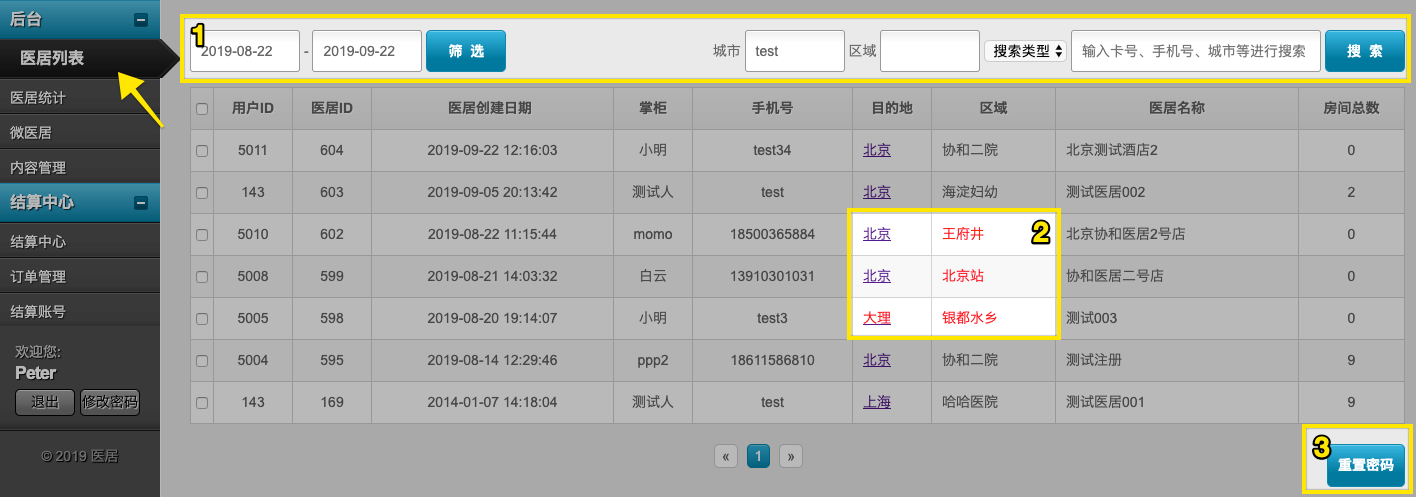 后台
医居列表
医居统计
微医居
内容管理
结算中心
结算中心
订单管理
结算账号
欢迎您:
Peter
退出 修改密码
© 2019 医居
1
2019-08-22 - 2019-09-22 筛 选 城市 test 区域 搜索类型 输入卡号、手机号、城市等进行搜索 搜 索
用户ID 医居ID 医居创建日期 掌柜 手机号 目的地 区域 医居名称 房间总数
5011 604 2019-09-22 12:16:03 小明 test34 北京 协和二院 北京测试酒店2 0
143 603 2019-09-05 20:13:42 测试人 test 北京 海淀妇幼 测试医居002 2
5010 602 2019-08-22 11:15:44 momo 18500365884 北京 王府井 2 北京协和医居2号店 0
5008 599 2019-08-21 14:03:32 白云 13910301031 北京 北京站 协和医居二号店 0
5005 598 2019-08-20 19:14:07 小明 test3 大理 银都水乡 测试003 0
5004 595 2019-08-14 12:29:46 ppp2 18611586810 北京 协和二院 测试注册 9
143 169 2014-01-07 14:18:04 测试人 test 上海 哈哈医院 测试医居001 9
« 1 »
3 重置密码